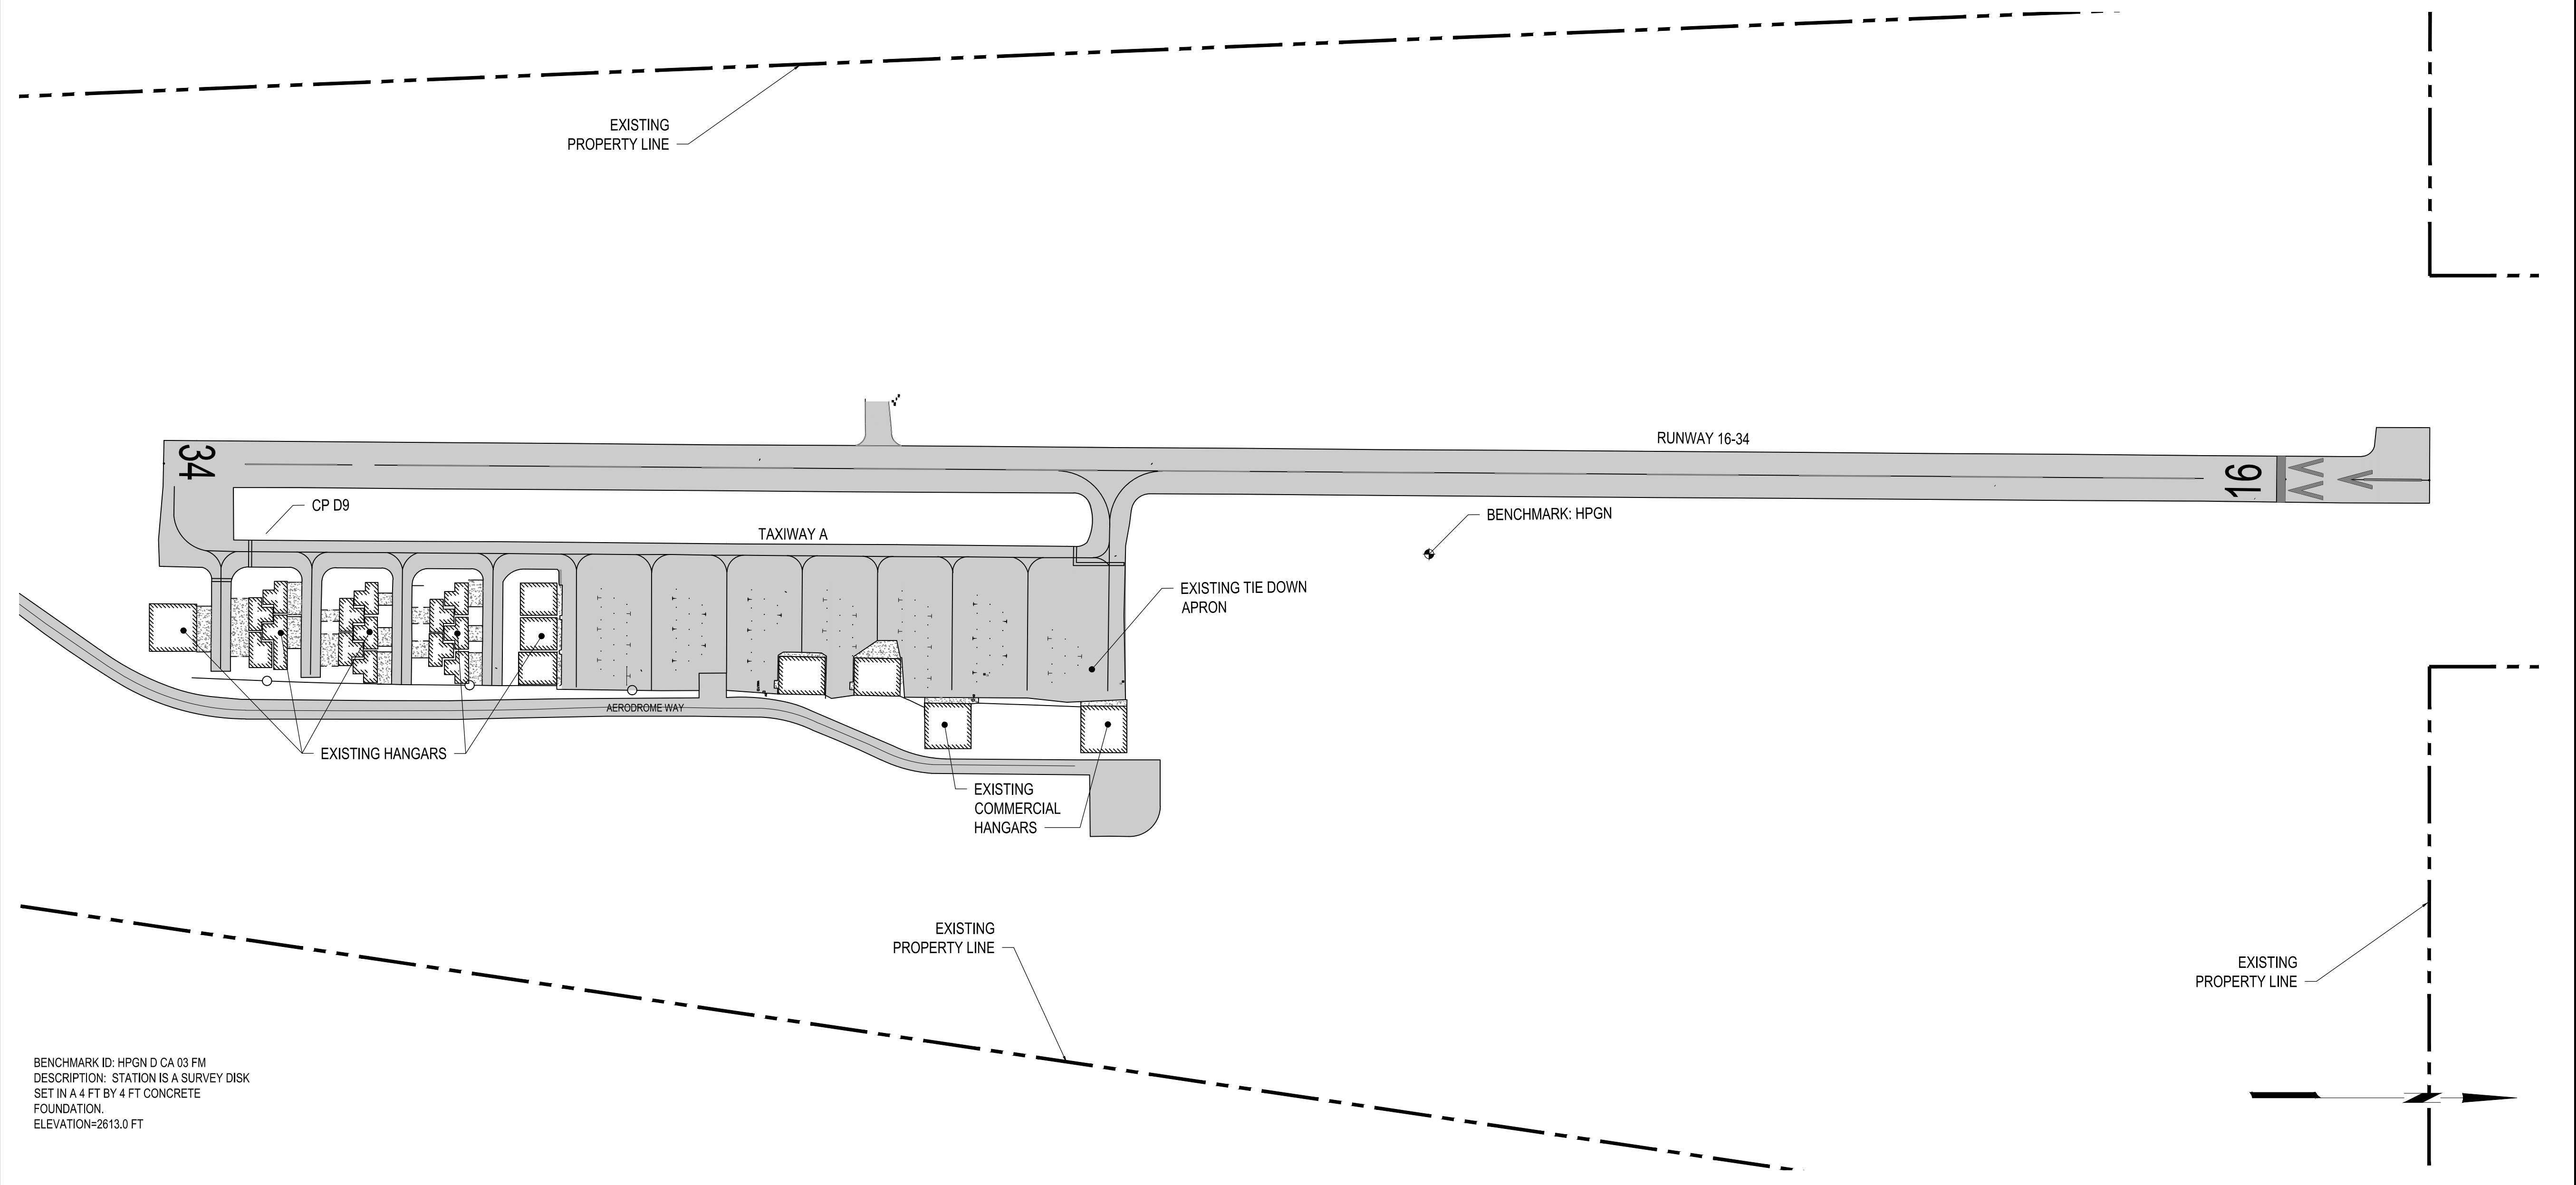 EXISTING
PROPERTY LINE
34
RUNWAY 16-34
16
CP D9
BENCHMARK: HPGN
TAXIWAY A
EXISTING TIE DOWN
APRON
AERODROME WAY
EXISTING HANGARS
EXISTING
COMMERCIAL
HANGARS
EXISTING
PROPERTY LINE
EXISTING
PROPERTY LINE
BENCHMARK ID: HPGN D CA 03 FM
DESCRIPTION: STATION IS A SURVEY DISK
SET IN A 4 FT BY 4 FT CONCRETE
FOUNDATION.
ELEVATION=2613.0 FT